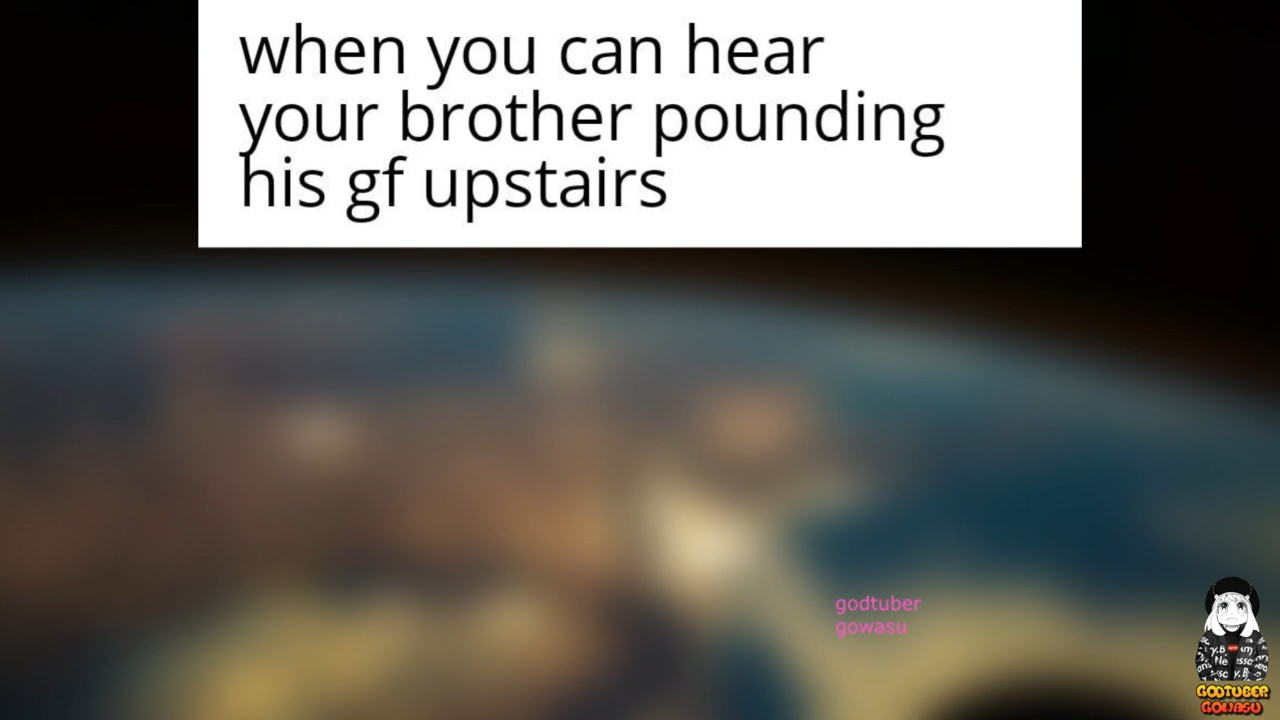 when you can hear
your brother pounding
his gf upstairs
godtuber
gowasu
GODTUBER
GOWASU